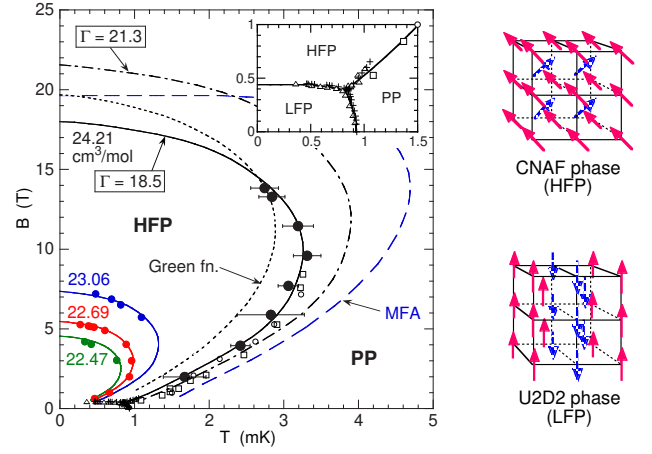 Γ = 21.3
24.21
cm³/mol
Γ = 18.5
HFP
Green fn.
MFA
PP
23.06
22.69
22.47
B (T)
25
20
15
10
5
0
0 1 2 3 4 5
T (mK)
HFP
LFP
PP
1
0.5
0
0 0.5 1 1.5
CNAF phase
(HFP)
U2D2 phase
(LFP)